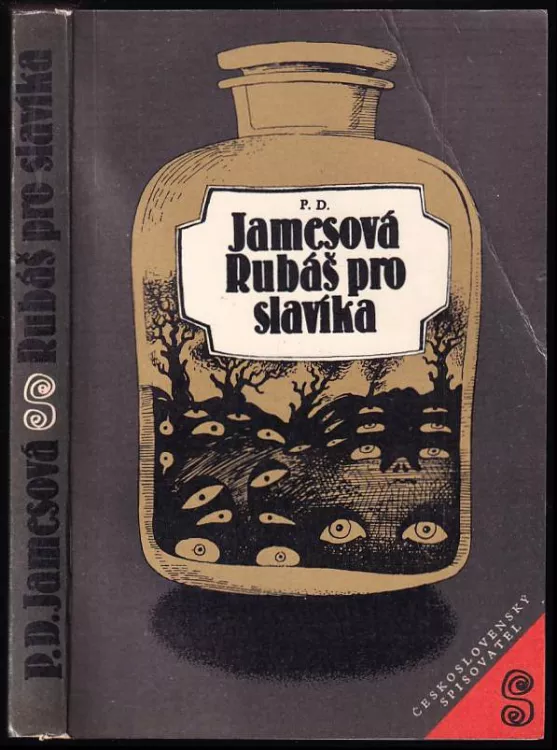 P. D. Jamesová Rubáš pro slavíka
P. D.
Jamesová
Rubáš pro
slavíka
ČESKOSLOVENSKÝ
SPISOVATEL